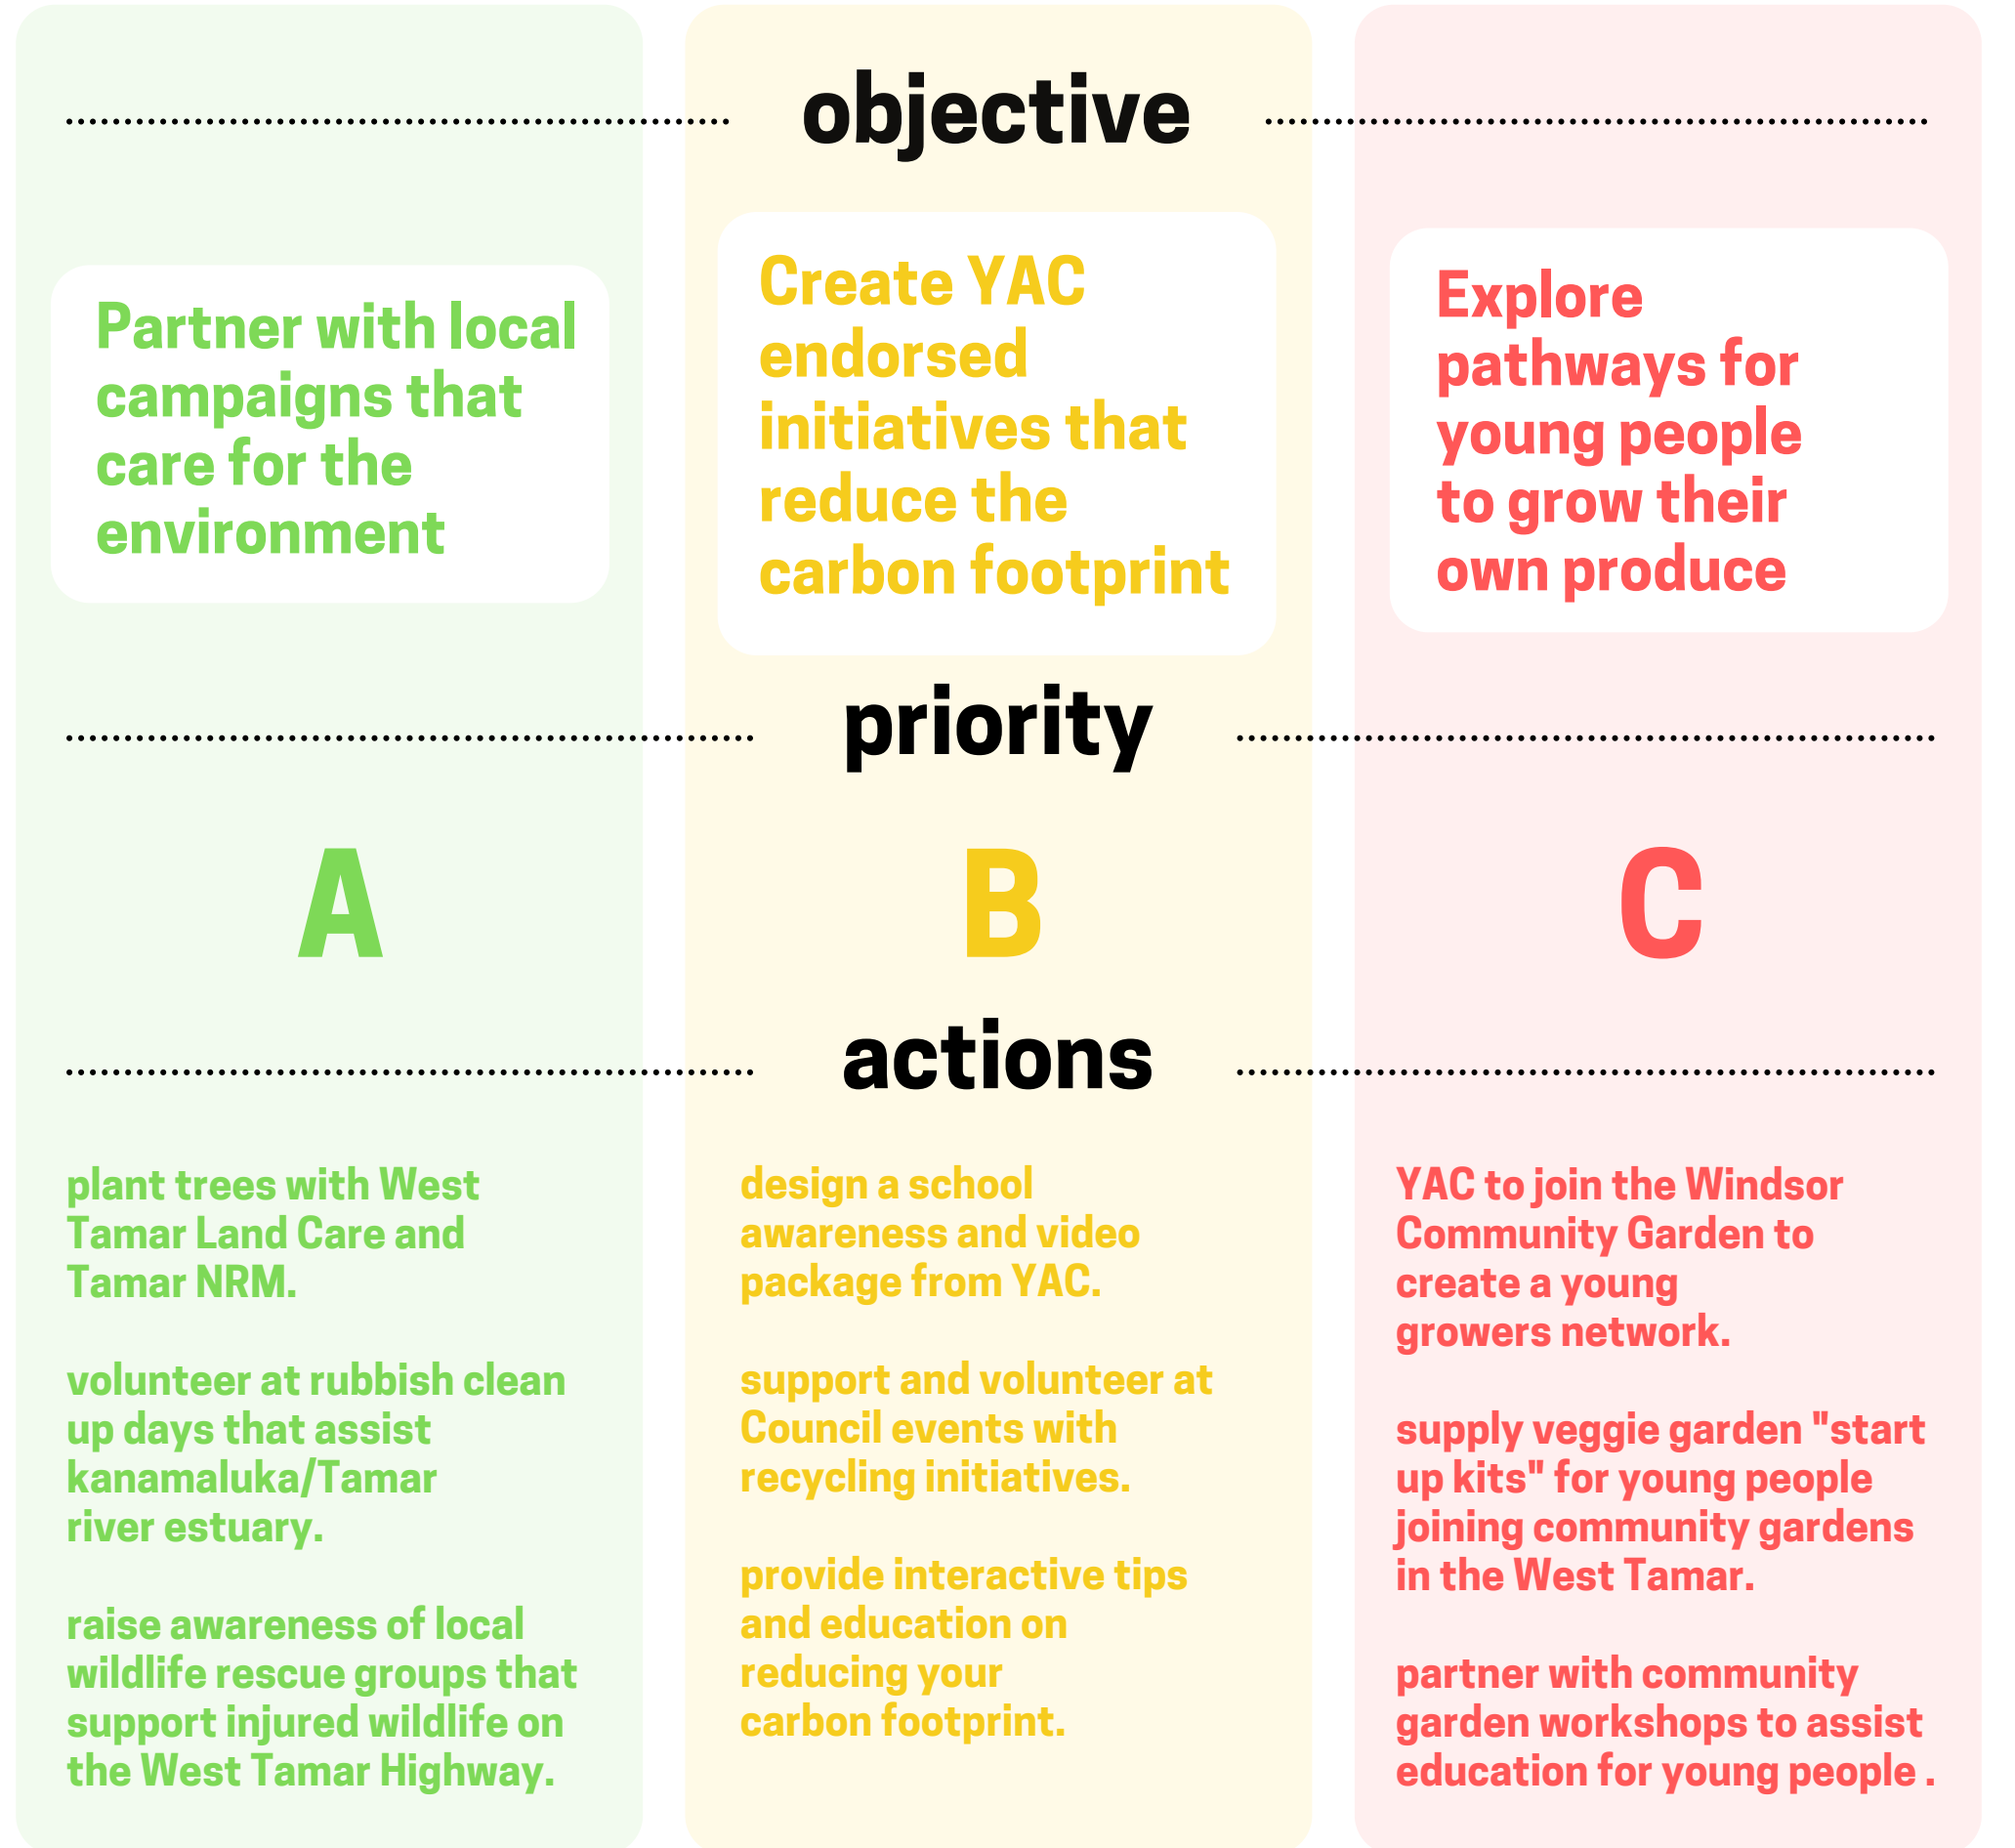 objective
Partner with local
campaigns that
care for the
environment
Create YAC
endorsed
initiatives that
reduce the
carbon footprint
Explore
pathways for
young people
to grow their
own produce
priority
A
B
C
actions
plant trees with West
Tamar Land Care and
Tamar NRM.
volunteer at rubbish clean
up days that assist
kanamaluka/Tamar
river estuary.
raise awareness of local
wildlife rescue groups that
support injured wildlife on
the West Tamar Highway.
design a school
awareness and video
package from YAC.
support and volunteer at
Council events with
recycling initiatives.
provide interactive tips
and education on
reducing your
carbon footprint.
YAC to join the Windsor
Community Garden to
create a young
growers network.
supply veggie garden "start
up kits" for young people
joining community gardens
in the West Tamar.
partner with community
garden workshops to assist
education for young people .